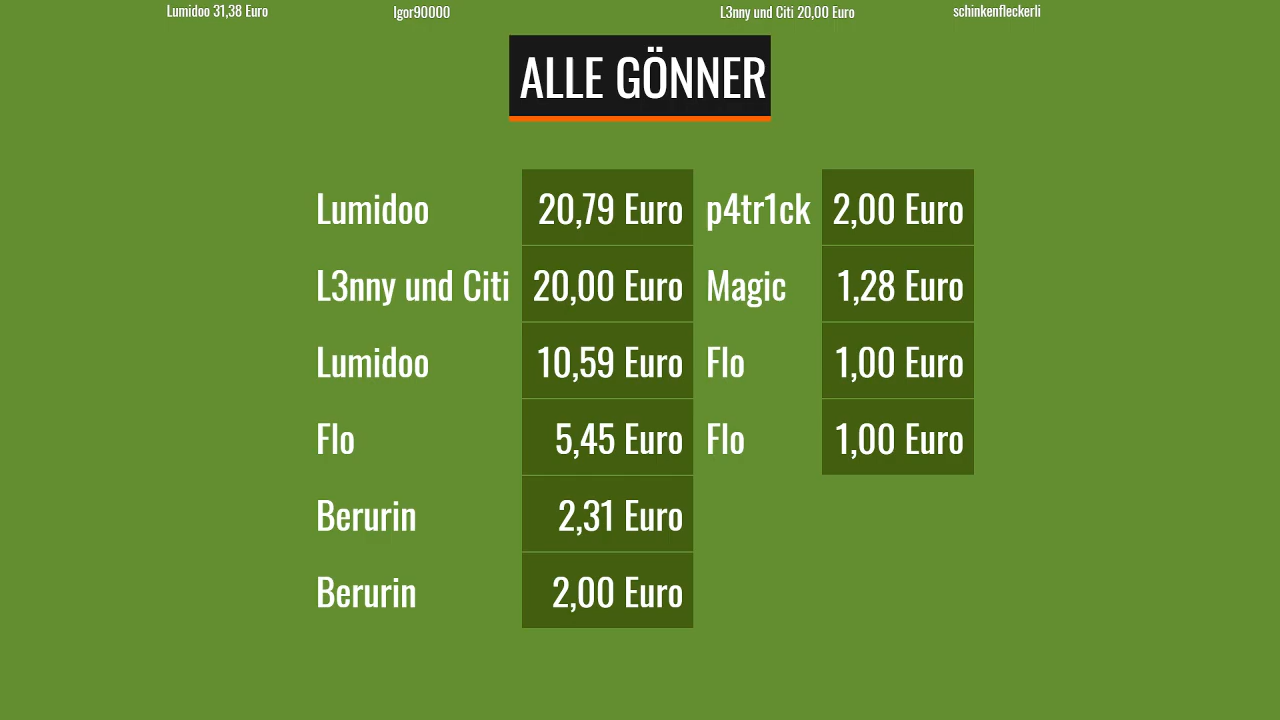 Lumidoo 31,38 Euro
Igor90000
L3nny und Citi 20,00 Euro
schinkenfleckerli
ALLE GÖNNER
Lumidoo 20,79 Euro p4tr1ck 2,00 Euro
L3nny und Citi 20,00 Euro Magic 1,28 Euro
Lumidoo 10,59 Euro Flo 1,00 Euro
Flo 5,45 Euro Flo 1,00 Euro
Berurin 2,31 Euro
Berurin 2,00 Euro